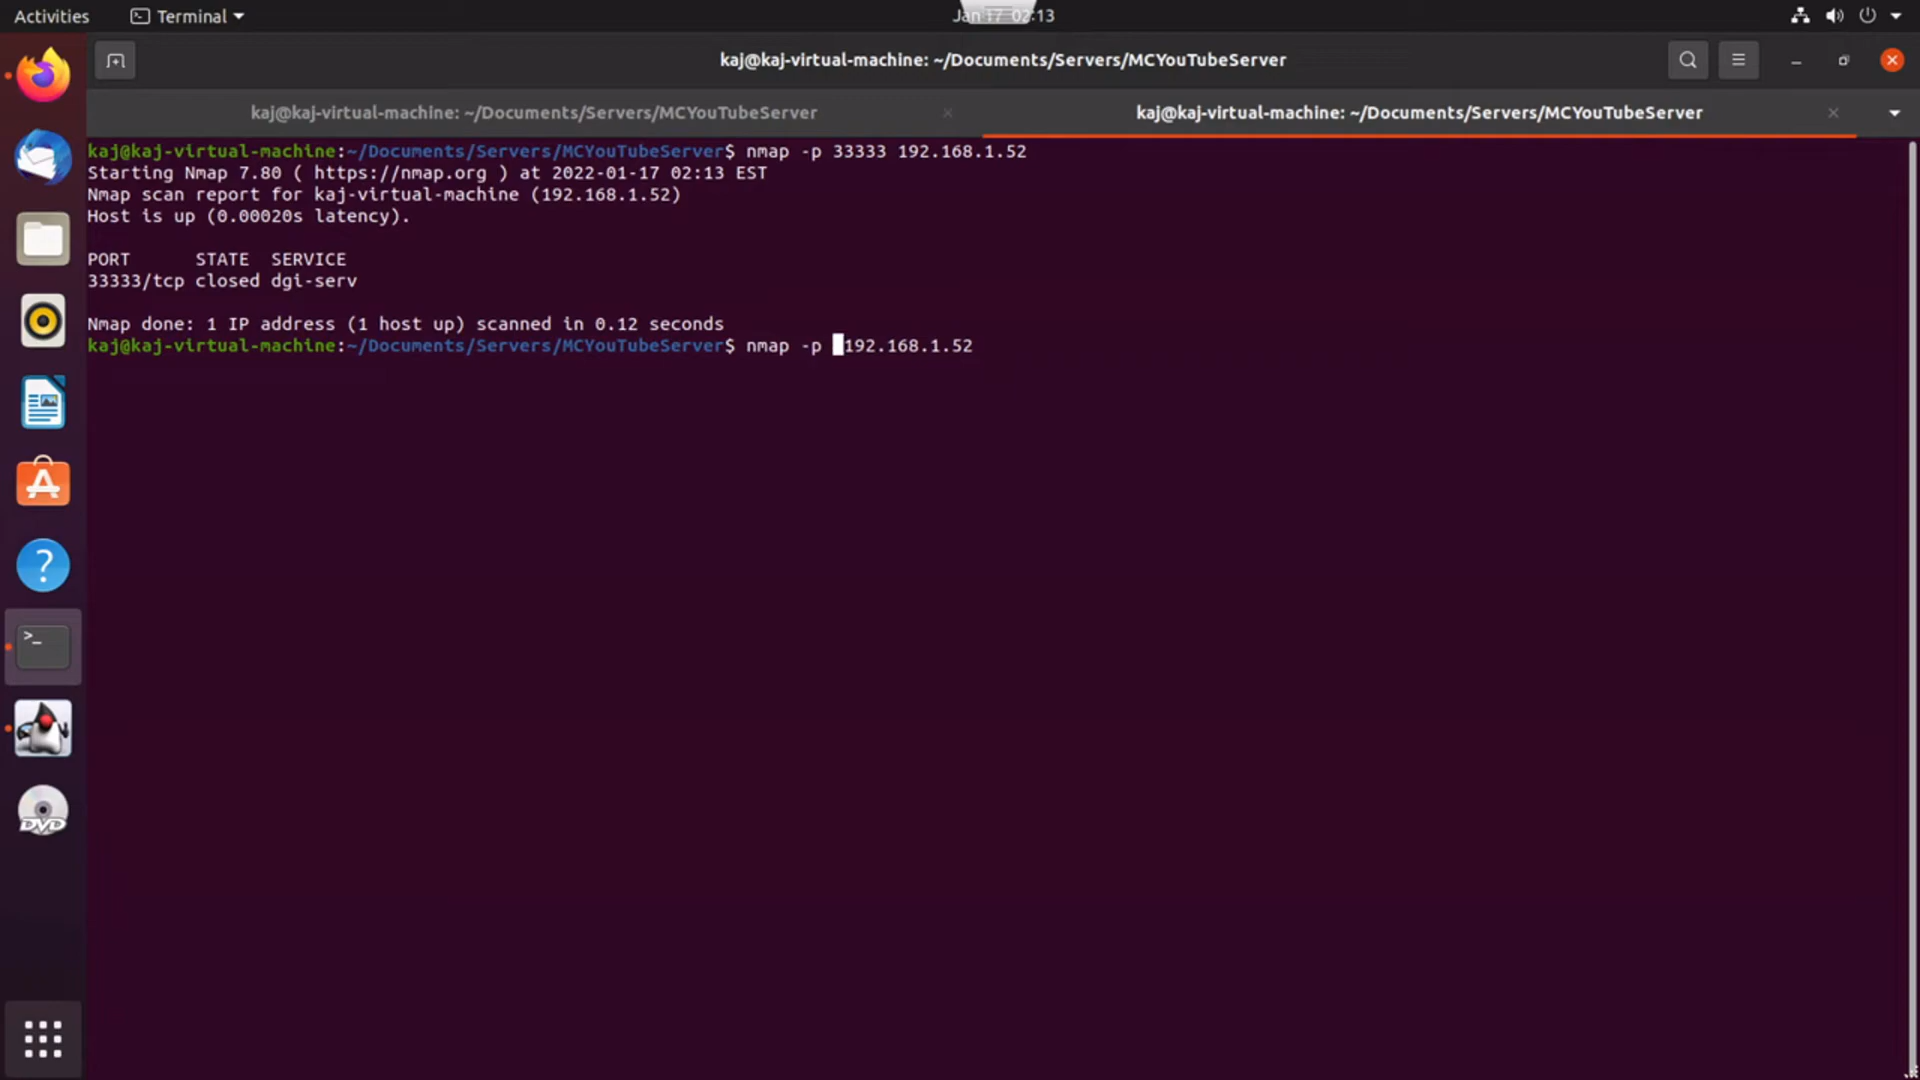 Activities
Terminal
Jan 17 02:13
kaj@kaj-virtual-machine: ~/Documents/Servers/MCYouTubeServer
kaj@kaj-virtual-machine: ~/Documents/Servers/MCYouTubeServer
kaj@kaj-virtual-machine: ~/Documents/Servers/MCYouTubeServer
kaj@kaj-virtual-machine:~/Documents/Servers/MCYouTubeServer$ nmap -p 33333 192.168.1.52
Starting Nmap 7.80 ( https://nmap.org ) at 2022-01-17 02:13 EST
Nmap scan report for kaj-virtual-machine (192.168.1.52)
Host is up (0.00020s latency).
PORT STATE SERVICE
33333/tcp closed dgi-serv
Nmap done: 1 IP address (1 host up) scanned in 0.12 seconds
kaj@kaj-virtual-machine:~/Documents/Servers/MCYouTubeServer$ nmap -p 192.168.1.52
>_
DVD